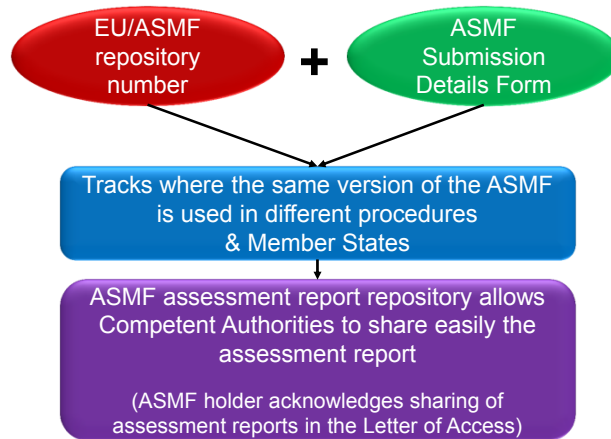 EU/ASMF
repository
number
+
ASMF
Submission
Details Form
Tracks where the same version of the ASMF
is used in different procedures
& Member States
ASMF assessment report repository allows
Competent Authorities to share easily the
assessment report
(ASMF holder acknowledges sharing of
assessment reports in the Letter of Access)